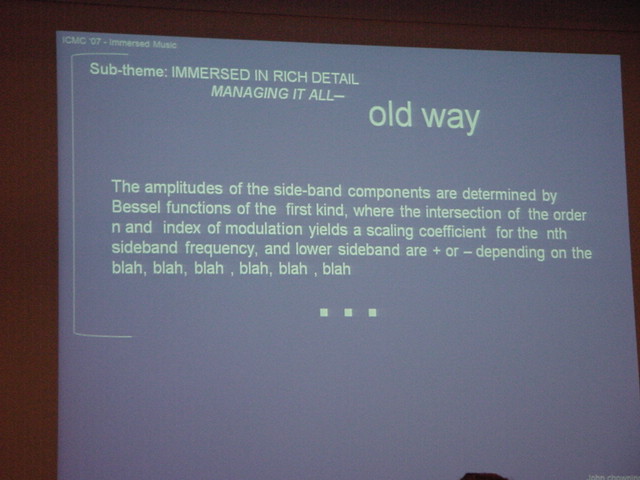 ICMC '07 - Immersed Music
Sub-theme: IMMERSED IN RICH DETAIL
MANAGING IT ALL—
old way
The amplitudes of the side-band components are determined by
Bessel functions of the first kind, where the intersection of the order
n and index of modulation yields a scaling coefficient for the nth
sideband frequency, and lower sideband are + or – depending on the
blah, blah, blah , blah, blah , blah